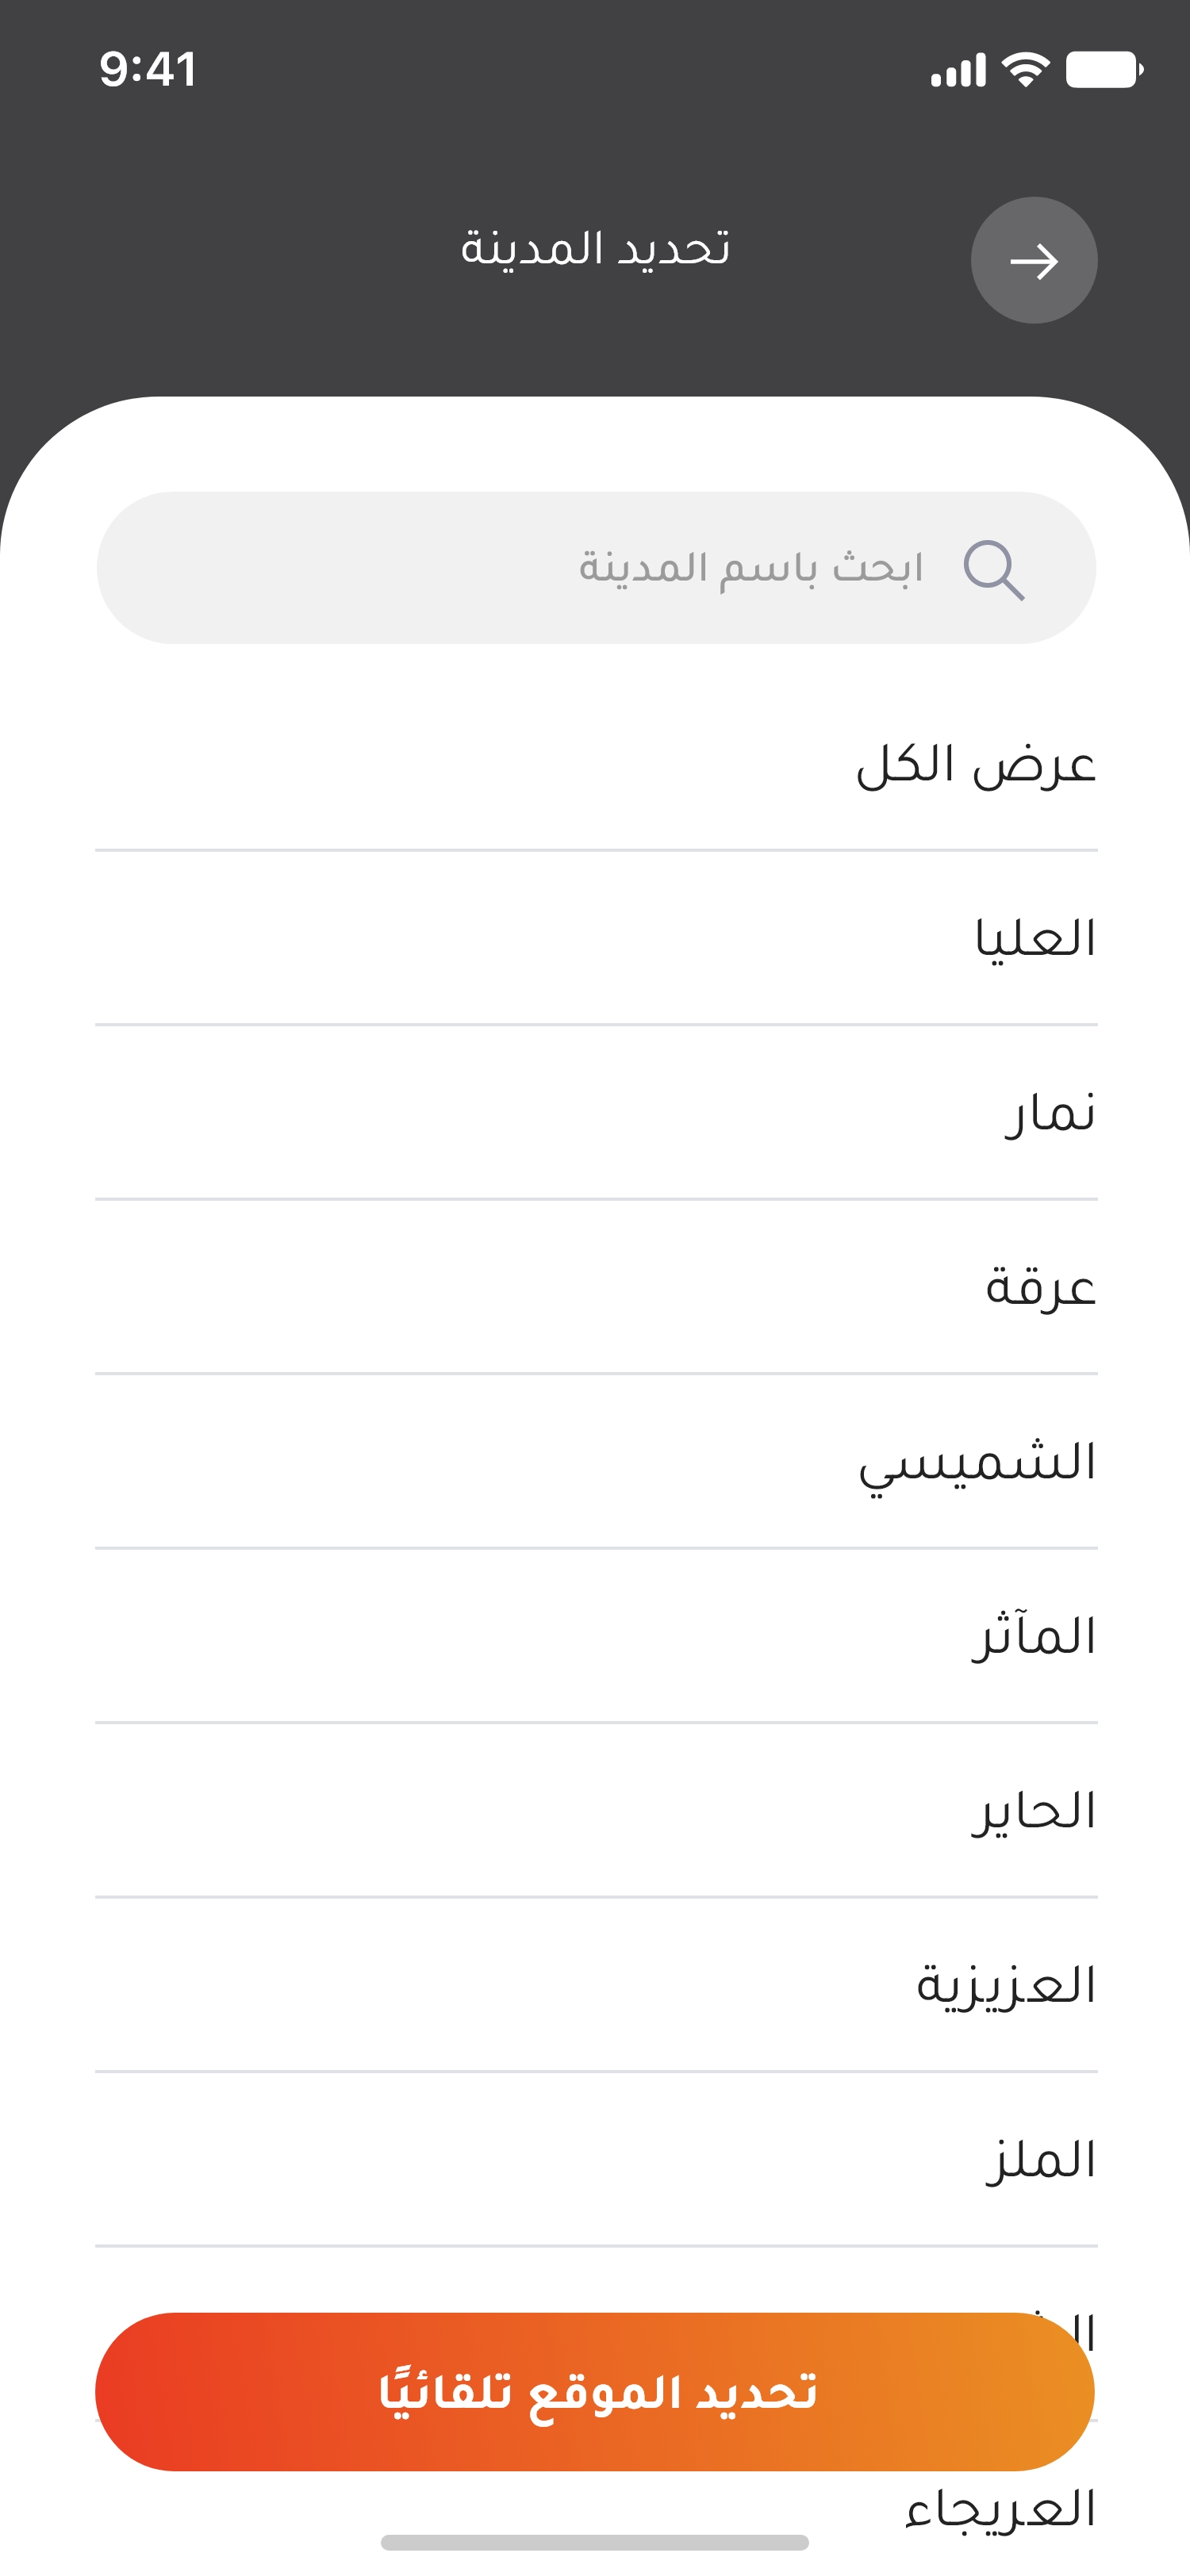 9:41
تحديد المدينة
ابحث باسم المدينة
عرض الكل
العليا
نمار
عرقة
الشميسي
المآثر
الحاير
العزيزية
الملز
تحديد الموقع تلقائيًا
العريجاء